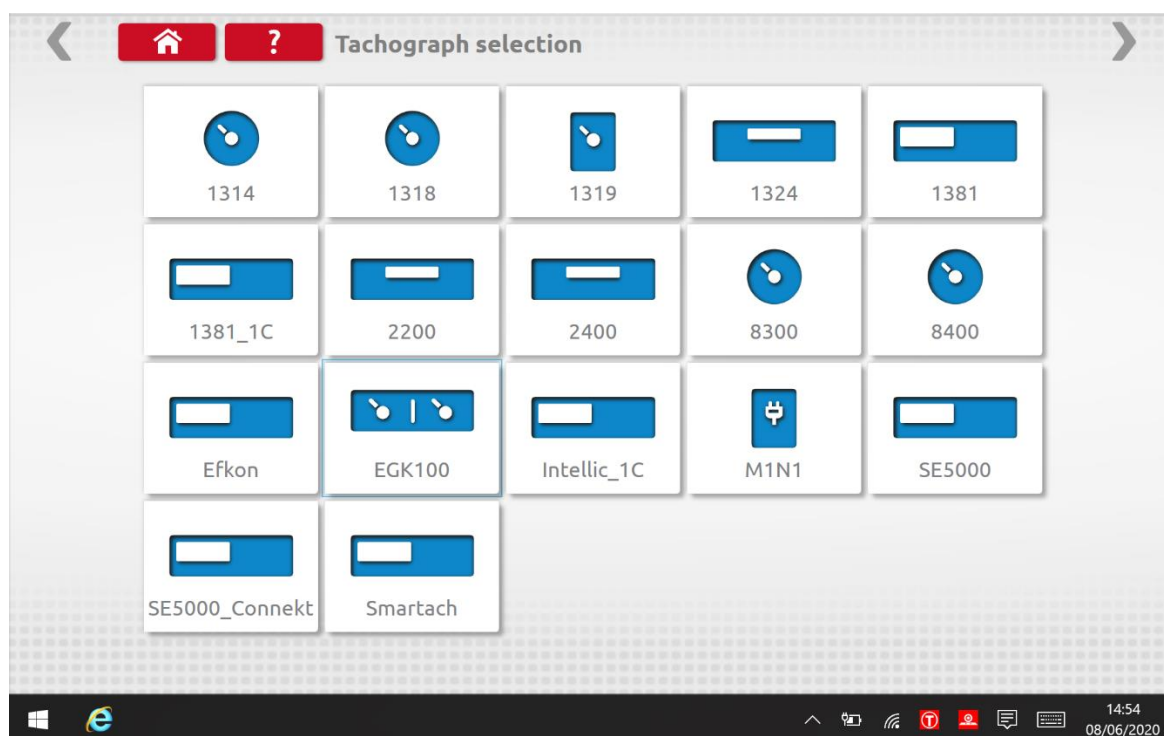 ? Tachograph selection
1314 1318 1319 1324 1381
1381_1C 2200 2400 8300 8400
Efkon EGK100 Intellic_1C M1N1 SE5000
SE5000_Connekt Smartach
14:54
08/06/2020